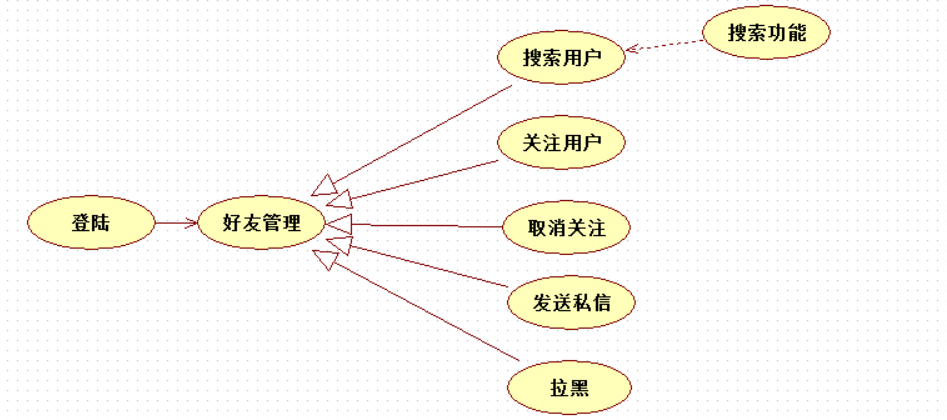 搜索功能
搜索用户
关注用户
登陆
好友管理
取消关注
发送私信
拉黑